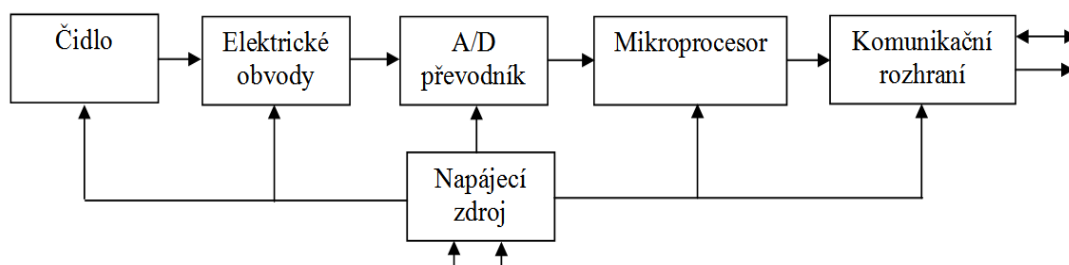 Čidlo
Elektrické
obvody
A/D
převodník
Mikroprocesor
Komunikační
rozhraní
Napájecí
zdroj